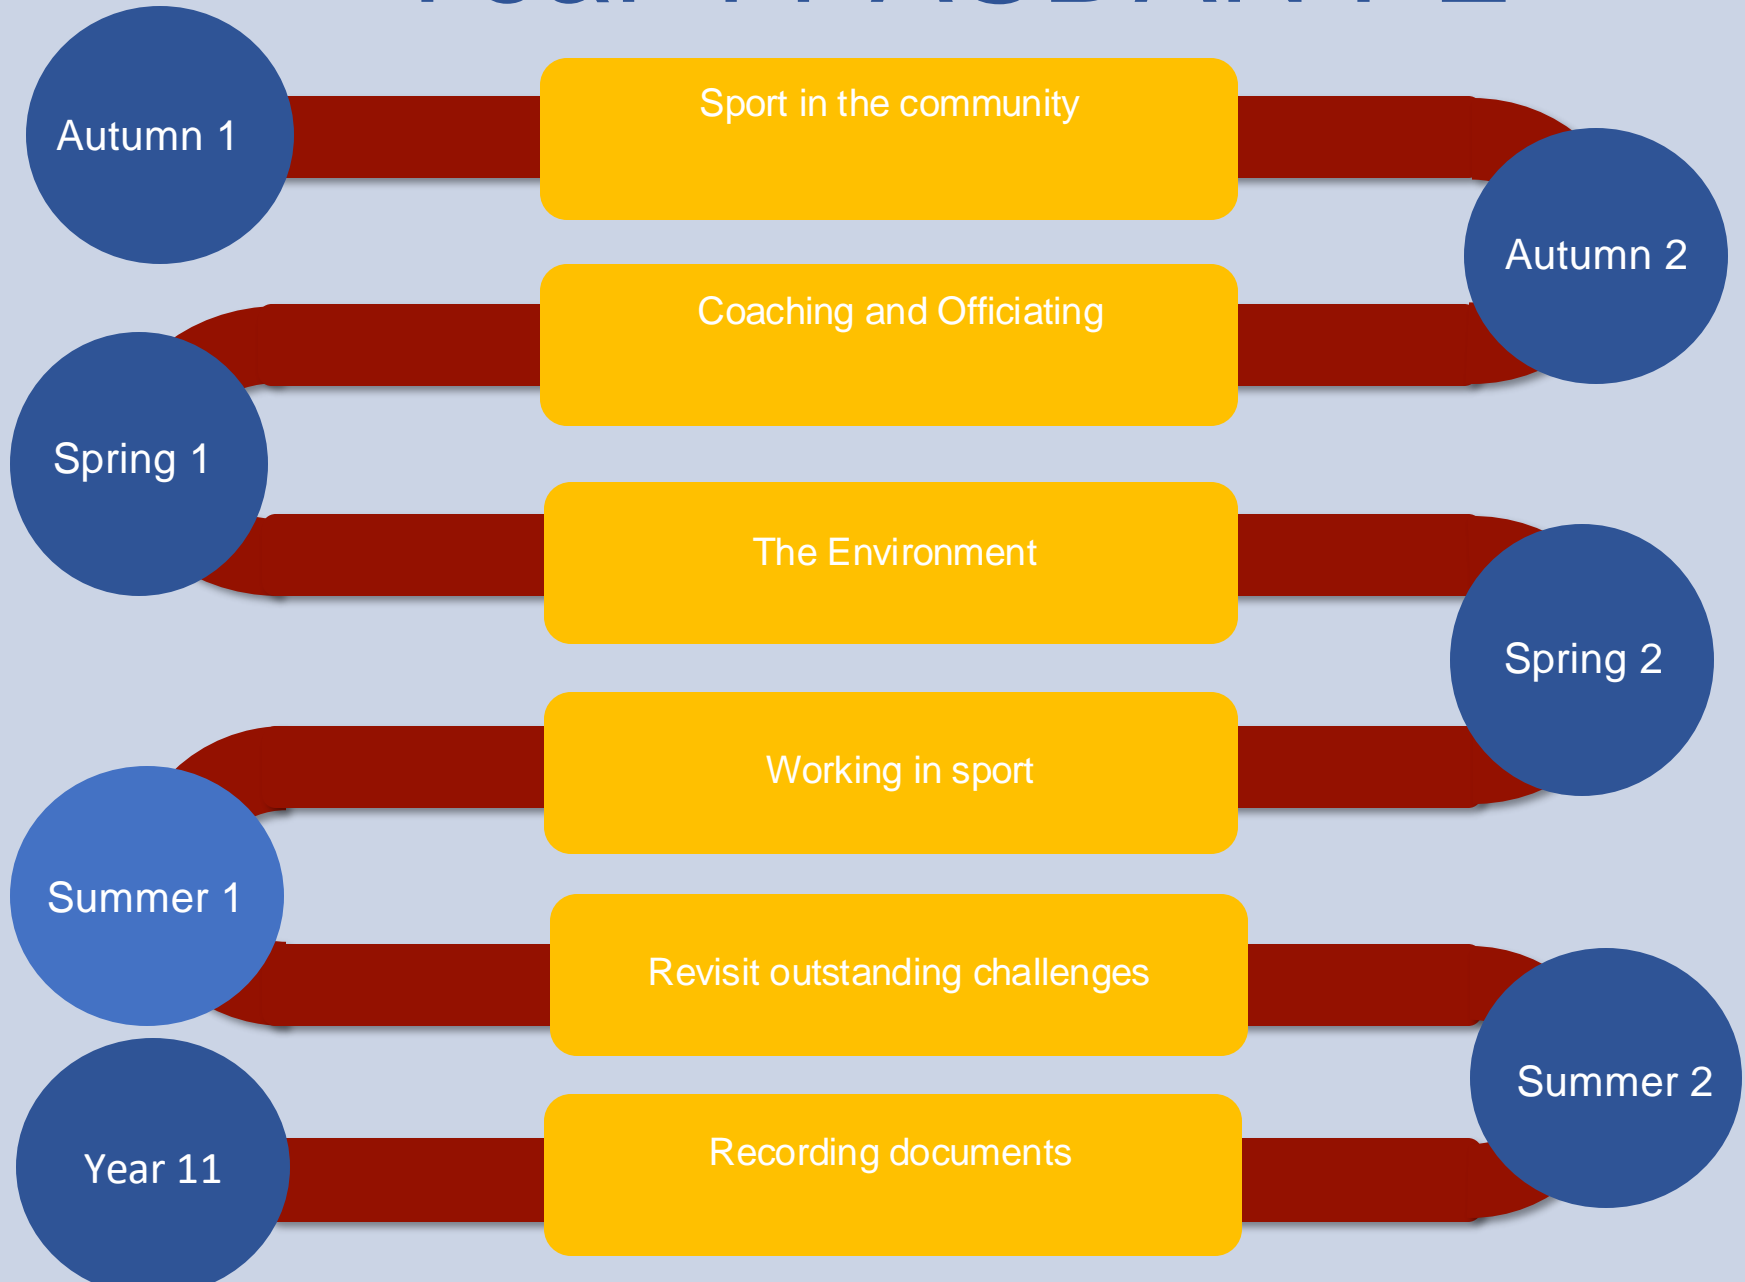 Autumn 1
Sport in the community
Autumn 2
Coaching and Officiating
Spring 1
The Environment
Spring 2
Working in sport
Summer 1
Revisit outstanding challenges
Summer 2
Recording documents
Year 11